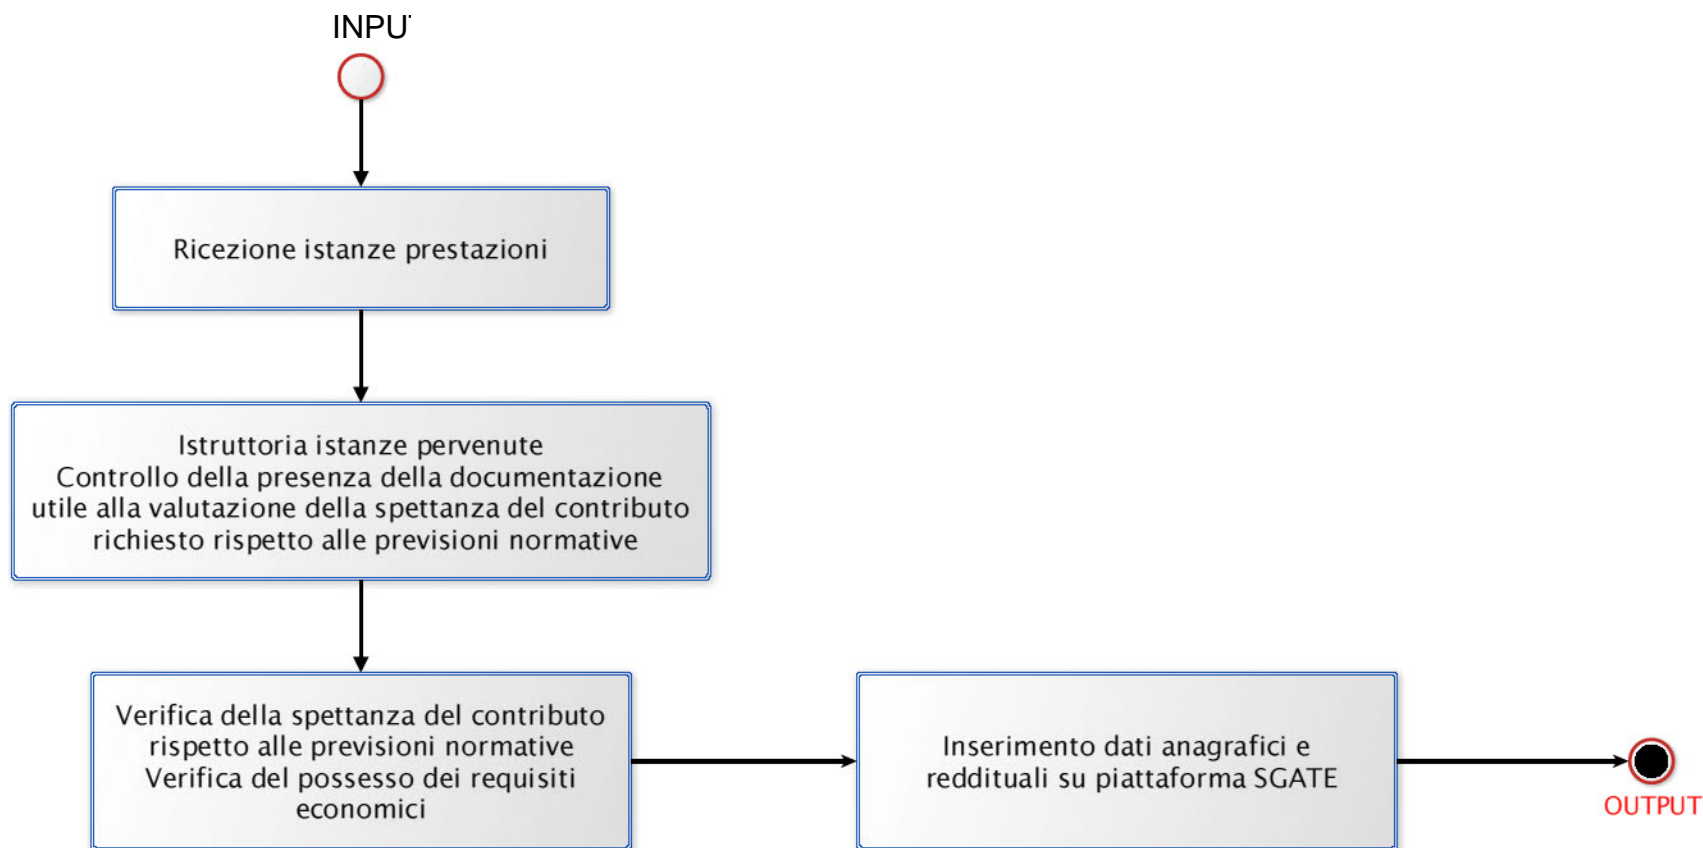 INPUT
Ricezione istanze prestazioni
Istruttoria istanze pervenute
Controllo della presenza della documentazione
utile alla valutazione della spettanza del contributo
richiesto rispetto alle previsioni normative
Verifica della spettanza del contributo
rispetto alle previsioni normative
Verifica del possesso dei requisiti
economici
Inserimento dati anagrafici e
reddituali su piattaforma SGATE
OUTPUT